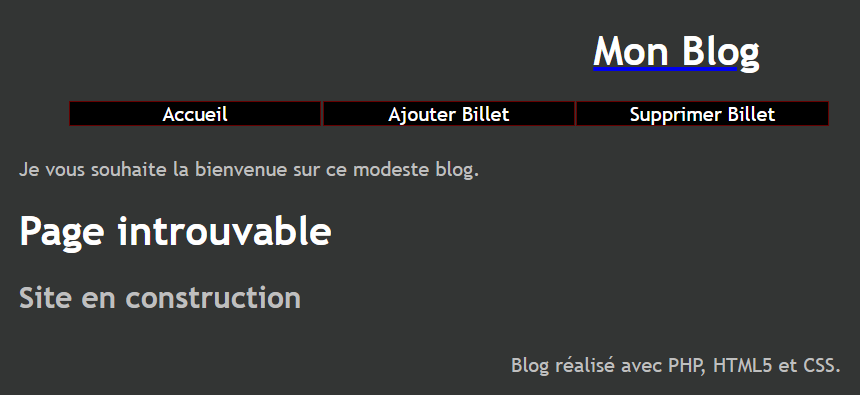 Mon Blog
Accueil Ajouter Billet Supprimer Billet
Je vous souhaite la bienvenue sur ce modeste blog.
Page introuvable
Site en construction
Blog réalisé avec PHP, HTML5 et CSS.